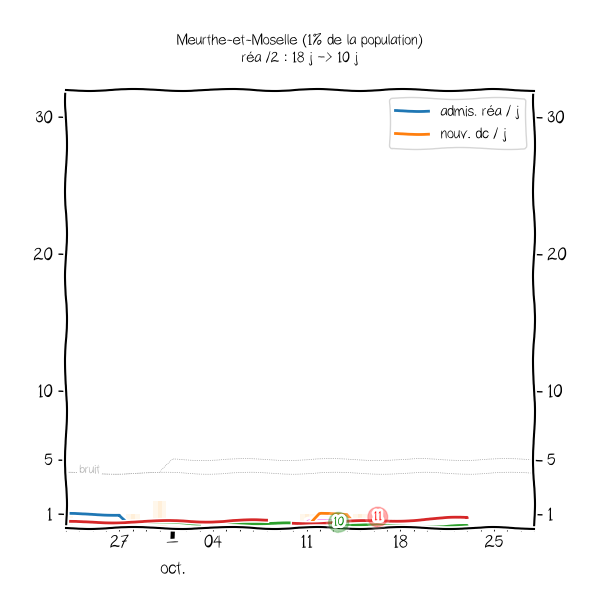 Meurthe-et-Moselle (1% de la population)
réa /2 : 18 j -> 10 j
admis. réa / j
nouv. dc / j
30
30
20
20
10
10
5
5
bruit
1
1
10
11
27
04
11
18
25
oct.